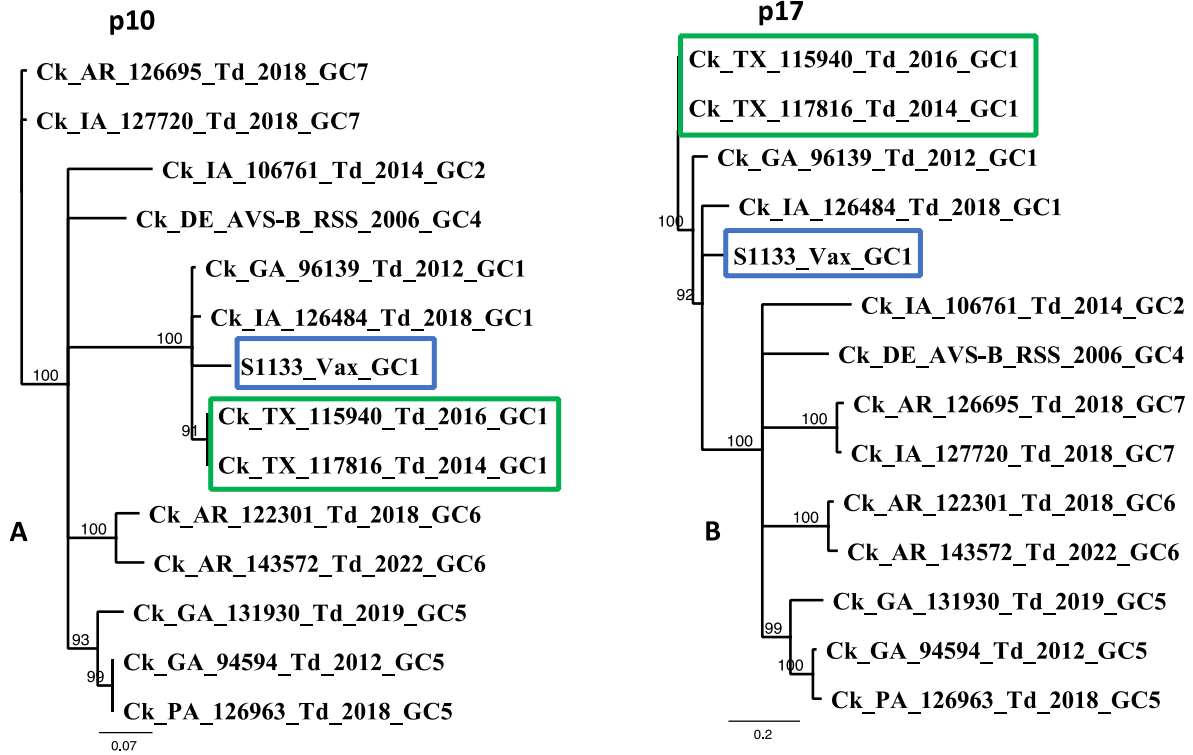 p10
Ck_AR_126695_Td_2018_GC7
Ck_IA_127720_Td_2018_GC7
Ck_IA_106761_Td_2014_GC2
Ck_DE_AVS-B_RSS_2006_GC4
Ck_GA_96139_Td_2012_GC1
Ck_IA_126484_Td_2018_GC1
100
S1133_Vax_GC1
100
Ck_TX_115940_Td_2016_GC1
91
Ck_TX_117816_Td_2014_GC1
Ck_AR_122301_Td_2018_GC6
A
100
Ck_AR_143572_Td_2022_GC6
Ck_GA_131930_Td_2019_GC5
93
Ck_GA_94594_Td_2012_GC5
99
Ck_PA_126963_Td_2018_GC5
0.07
p17
Ck_TX_115940_Td_2016_GC1
Ck_TX_117816_Td_2014_GC1
Ck_GA_96139_Td_2012_GC1
Ck_IA_126484_Td_2018_GC1
100
S1133_Vax_GC1
92
Ck_IA_106761_Td_2014_GC2
Ck_DE_AVS-B_RSS_2006_GC4
Ck_AR_126695_Td_2018_GC7
100
100
Ck_IA_127720_Td_2018_GC7
Ck_AR_122301_Td_2018_GC6
B
100
Ck_AR_143572_Td_2022_GC6
Ck_GA_131930_Td_2019_GC5
99
Ck_GA_94594_Td_2012_GC5
100
Ck_PA_126963_Td_2018_GC5
0.2